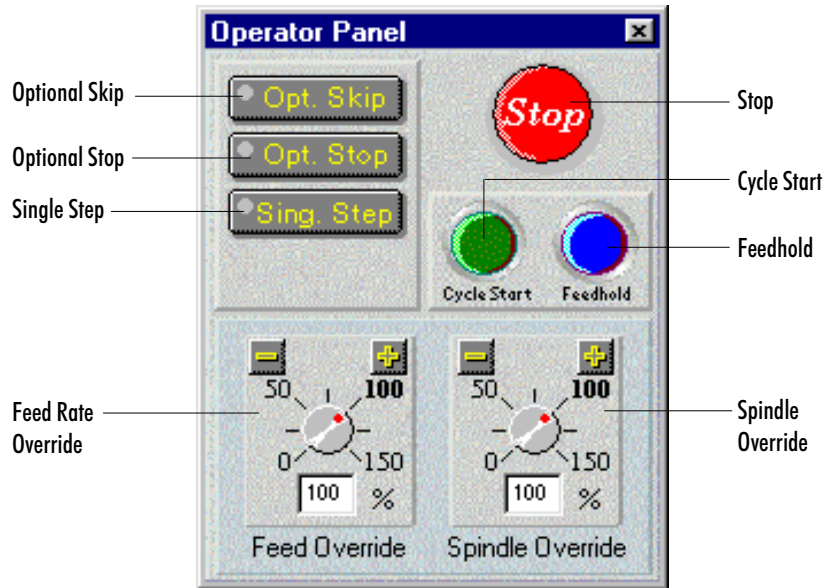 Operator Panel
Optional Skip
Opt. Skip
Stop
Stop
Optional Stop
Opt. Stop
Cycle Start
Single Step
Sing. Step
Feedhold
Cycle Start
Feedhold
50
100
50
100
Feed Rate
Override
Spindle
Override
0
150
0
150
100 %
100 %
Feed Override
Spindle Override